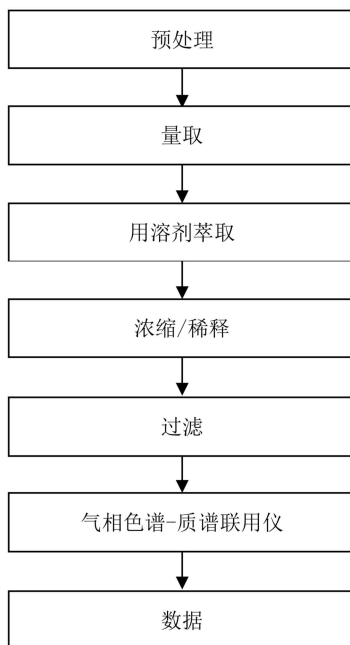 预处理
量取
用溶剂萃取
浓缩/稀释
过滤
气相色谱-质谱联用仪
数据